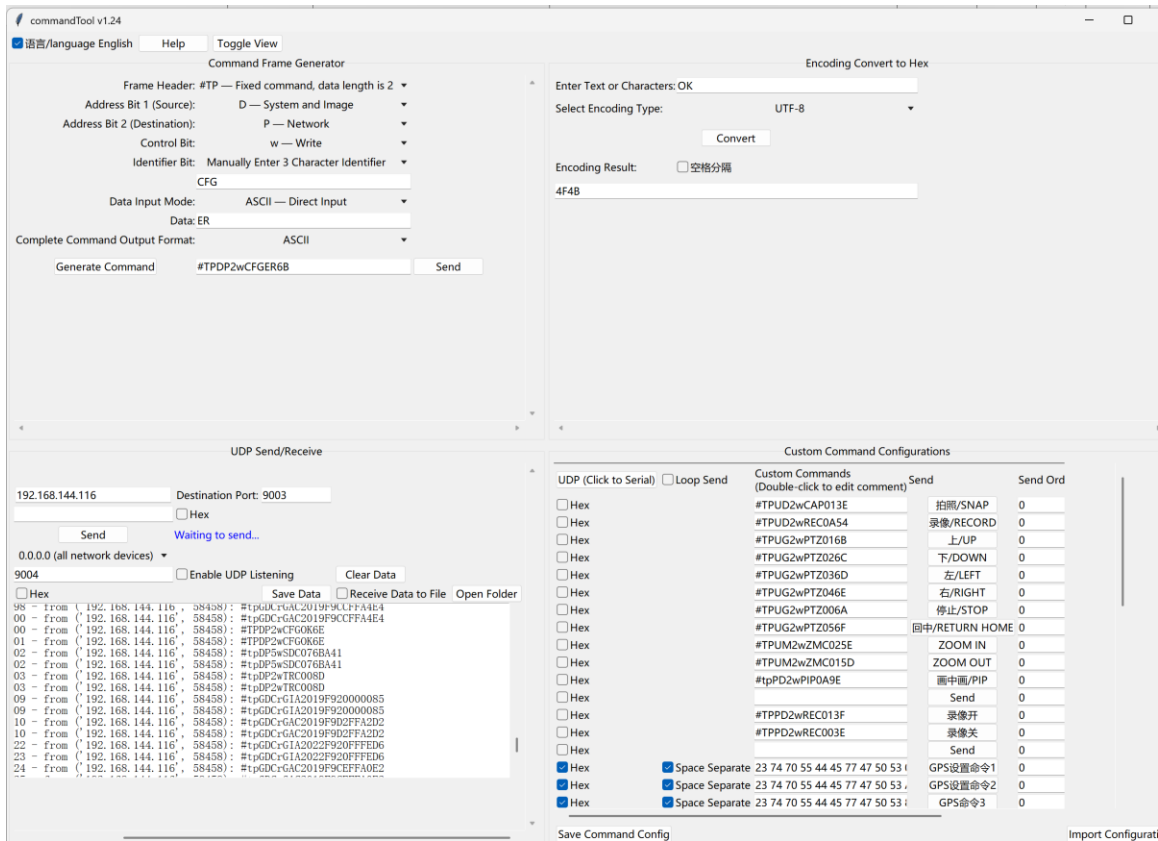 commandTool v1.24
语言/language English Help Toggle View
Command Frame Generator
Frame Header: #TP — Fixed command, data length is 2
Address Bit 1 (Source): D — System and Image
Address Bit 2 (Destination): P — Network
Control Bit: w — Write
Identifier Bit: Manually Enter 3 Character Identifier
CFG
Data Input Mode: ASCII — Direct Input
Data: ER
Complete Command Output Format: ASCII
Generate Command #TPDP2wCFGER6B Send
Encoding Convert to Hex
Enter Text or Characters: OK
Select Encoding Type: UTF-8
Convert
Encoding Result: 空格分隔
4F4B
UDP Send/Receive
192.168.144.116 Destination Port: 9003
Hex
Send Waiting to send...
0.0.0.0 (all network devices)
9004 Enable UDP Listening Clear Data
Hex Save Data Receive Data to File Open Folder
98 - from ('192.168.144.116', 58458): #tpGDCrGAC2019F9CCFFA4E4
00 - from ('192.168.144.116', 58458): #tpGDCrGAC2019F9CCFFA4E4
00 - from ('192.168.144.116', 58458): #TPDP2wCFGOK6E
01 - from ('192.168.144.116', 58458): #TPDP2wCFGOK6E
02 - from ('192.168.144.116', 58458): #tpDP5wSDC076BA41
02 - from ('192.168.144.116', 58458): #tpDP5wSDC076BA41
03 - from ('192.168.144.116', 58458): #tpDP2wTRC008D
03 - from ('192.168.144.116', 58458): #tpDP2wTRC008D
09 - from ('192.168.144.116', 58458): #tpGDCrGIA2019F920000085
09 - from ('192.168.144.116', 58458): #tpGDCrGIA2019F920000085
10 - from ('192.168.144.116', 58458): #tpGDCrGAC2019F9D2FFA2D2
10 - from ('192.168.144.116', 58458): #tpGDCrGAC2019F9D2FFA2D2
22 - from ('192.168.144.116', 58458): #tpGDCrGIA2022F920FFFED6
23 - from ('192.168.144.116', 58458): #tpGDCrGIA2022F920FFFED6
24 - from ('192.168.144.116', 58458): #tpGDCrGAC2019F9CEFFA0E2
Custom Command Configurations
UDP (Click to Serial) Loop Send Custom Commands
(Double-click to edit comment) Send Send Ord
Hex #TPUD2wCAP013E 拍照/SNAP 0
Hex #TPUD2wREC0A54 录像/RECORD 0
Hex #TPUG2wPTZ016B 上/UP 0
Hex #TPUG2wPTZ026C 下/DOWN 0
Hex #TPUG2wPTZ036D 左/LEFT 0
Hex #TPUG2wPTZ046E 右/RIGHT 0
Hex #TPUG2wPTZ006A 停止/STOP 0
Hex #TPUG2wPTZ056F 回中/RETURN HOME 0
Hex #TPUM2wZMC025E ZOOM IN 0
Hex #TPUM2wZMC015D ZOOM OUT 0
Hex #tpPD2wPIP0A9E 画中画/PIP 0
Hex Send 0
Hex #TPPD2wREC013F 录像开 0
Hex #TPPD2wREC003E 录像关 0
Hex Send 0
Hex Space Separate 23 74 70 55 44 45 77 47 50 53 GPS设置命令1 0
Hex Space Separate 23 74 70 55 44 45 77 47 50 53 GPS设置命令2 0
Hex Space Separate 23 74 70 55 44 45 77 47 50 53 GPS命令3 0
Save Command Config Import Configurati